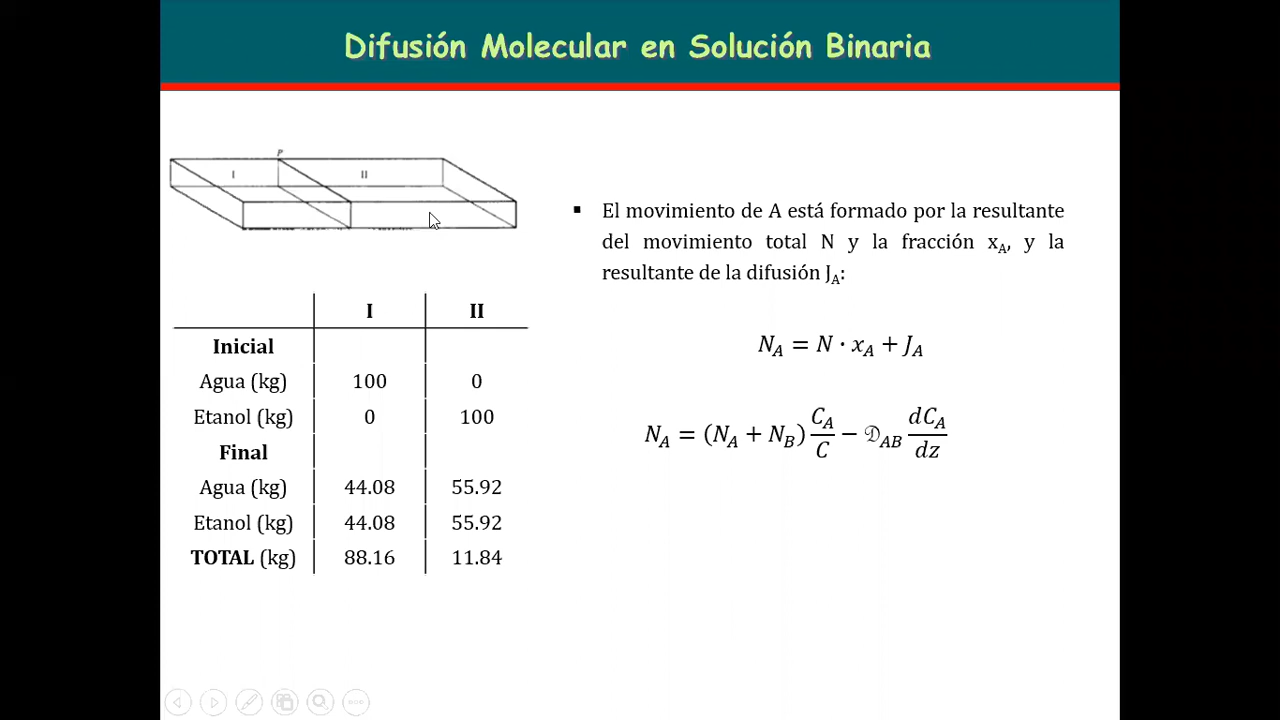 Difusión Molecular en Solución Binaria
P
I
II
El movimiento de A está formado por la resultante
del movimiento total N y la fracción x_A, y la
resultante de la difusión J_A:
N_A = N · x_A + J_A
N_A = (N_A + N_B) C_A/C − 𝒟_AB dC_A/dz
I II
Inicial
Agua (kg) 100 0
Etanol (kg) 0 100
Final
Agua (kg) 44.08 55.92
Etanol (kg) 44.08 55.92
TOTAL (kg) 88.16 11.84